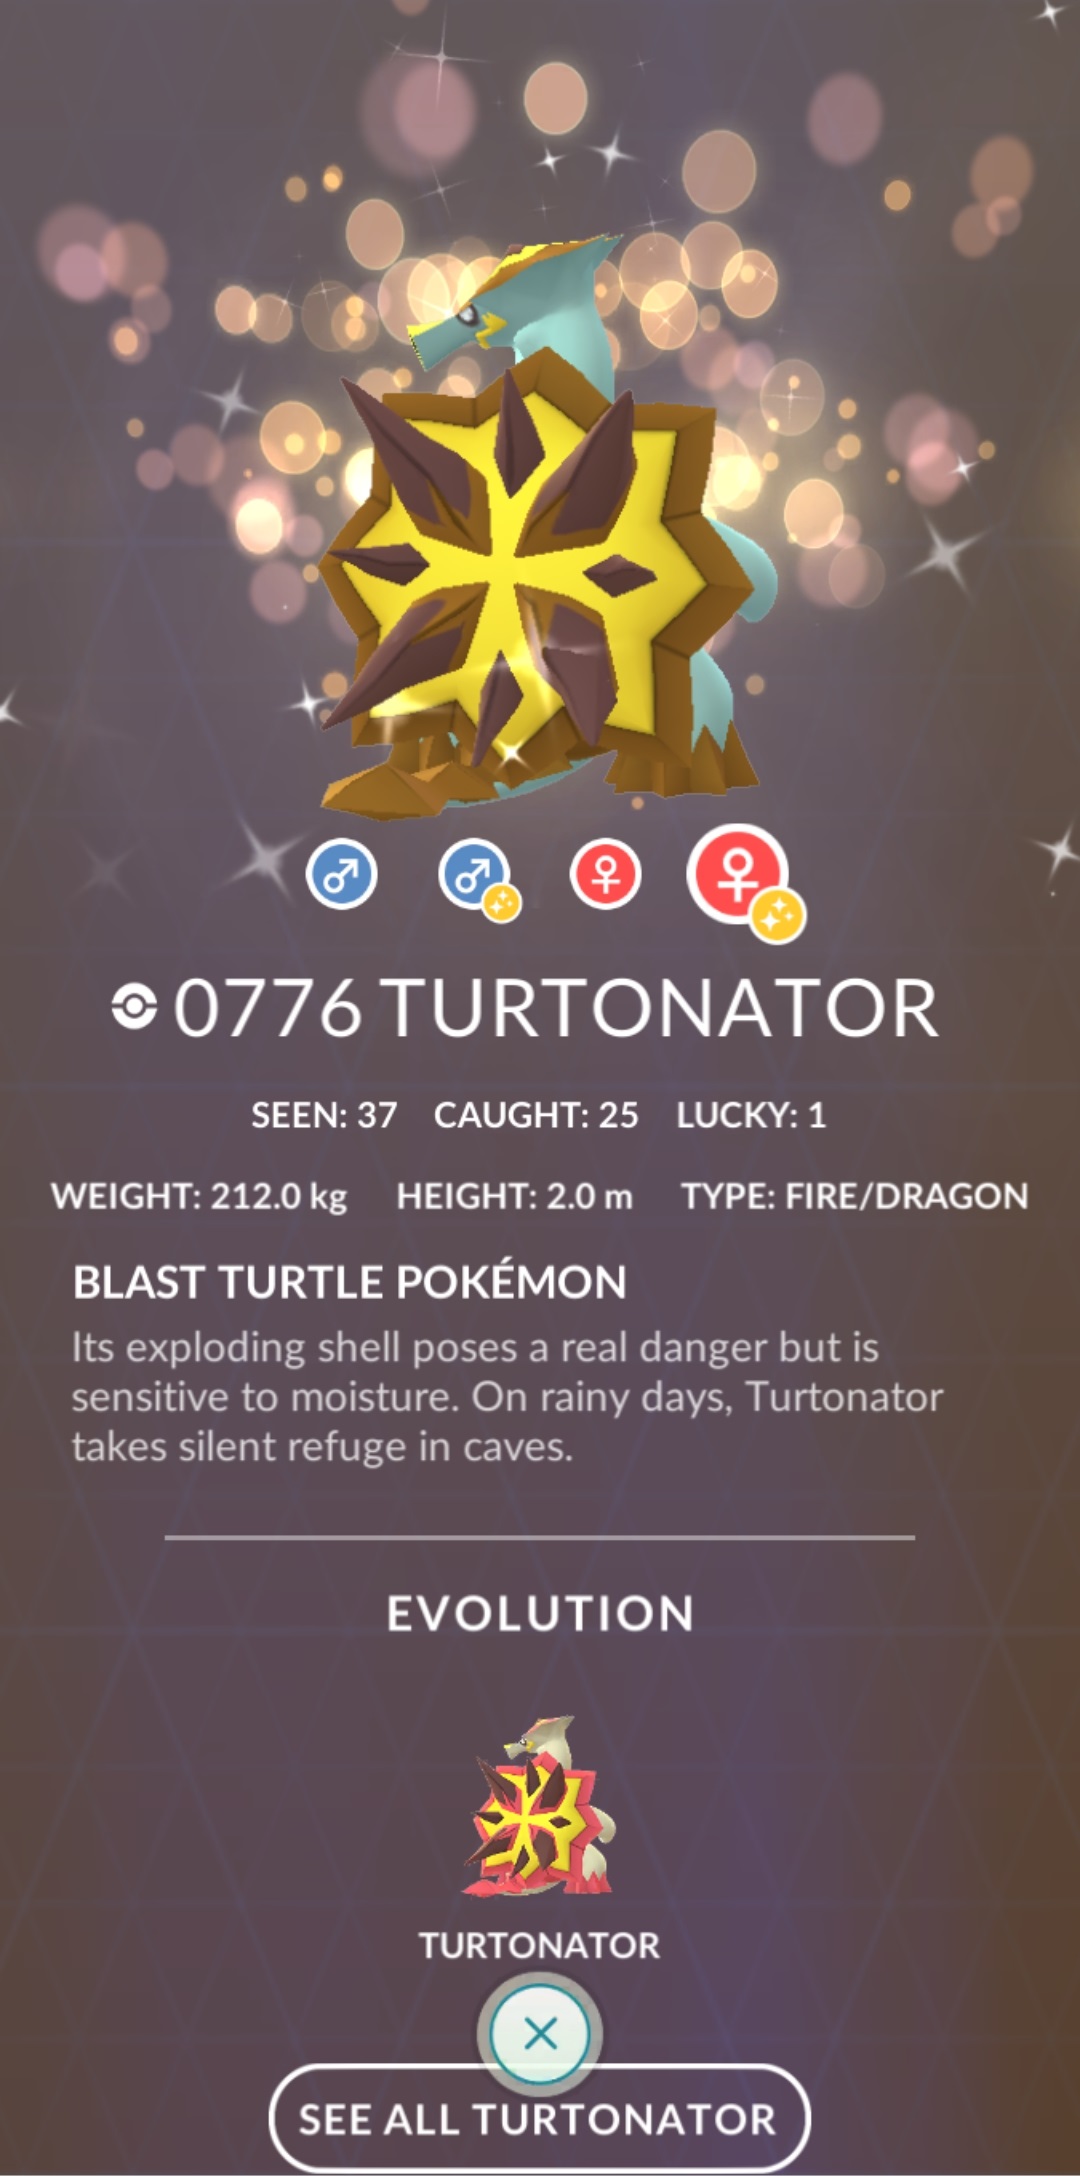 0776 TURTONATOR
SEEN: 37 CAUGHT: 25 LUCKY: 1
WEIGHT: 212.0 kg HEIGHT: 2.0 m TYPE: FIRE/DRAGON
BLAST TURTLE POKÉMON
Its exploding shell poses a real danger but is
sensitive to moisture. On rainy days, Turtonator
takes silent refuge in caves.
EVOLUTION
TURTONATOR
SEE ALL TURTONATOR